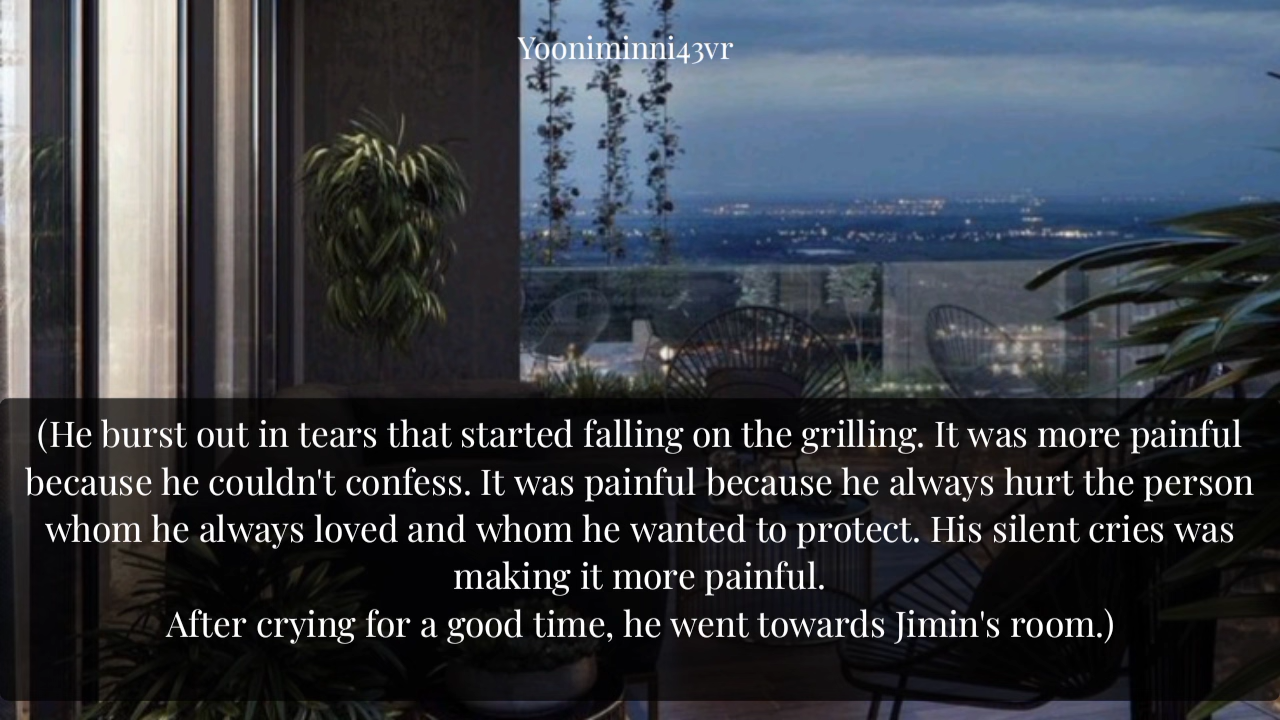 Yooniminni43vr
(He burst out in tears that started falling on the grilling. It was more painful
because he couldn't confess. It was painful because he always hurt the person
whom he always loved and whom he wanted to protect. His silent cries was
making it more painful.
After crying for a good time, he went towards Jimin's room.)